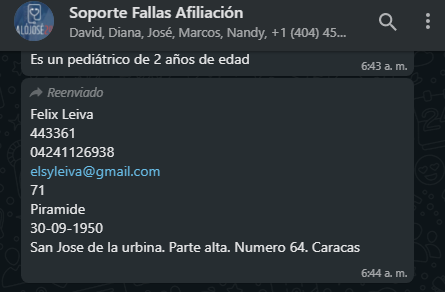 ALÓJOSÉ
Soporte Fallas Afiliación
David, Diana, José, Marcos, Nandy, +1 (404) 45...
Es un pediátrico de 2 años de edad
6:43 a. m.
Reenviado
Felix Leiva
443361
04241126938
elsyleiva@gmail.com
71
Piramide
30-09-1950
San Jose de la urbina. Parte alta. Numero 64. Caracas
6:44 a. m.